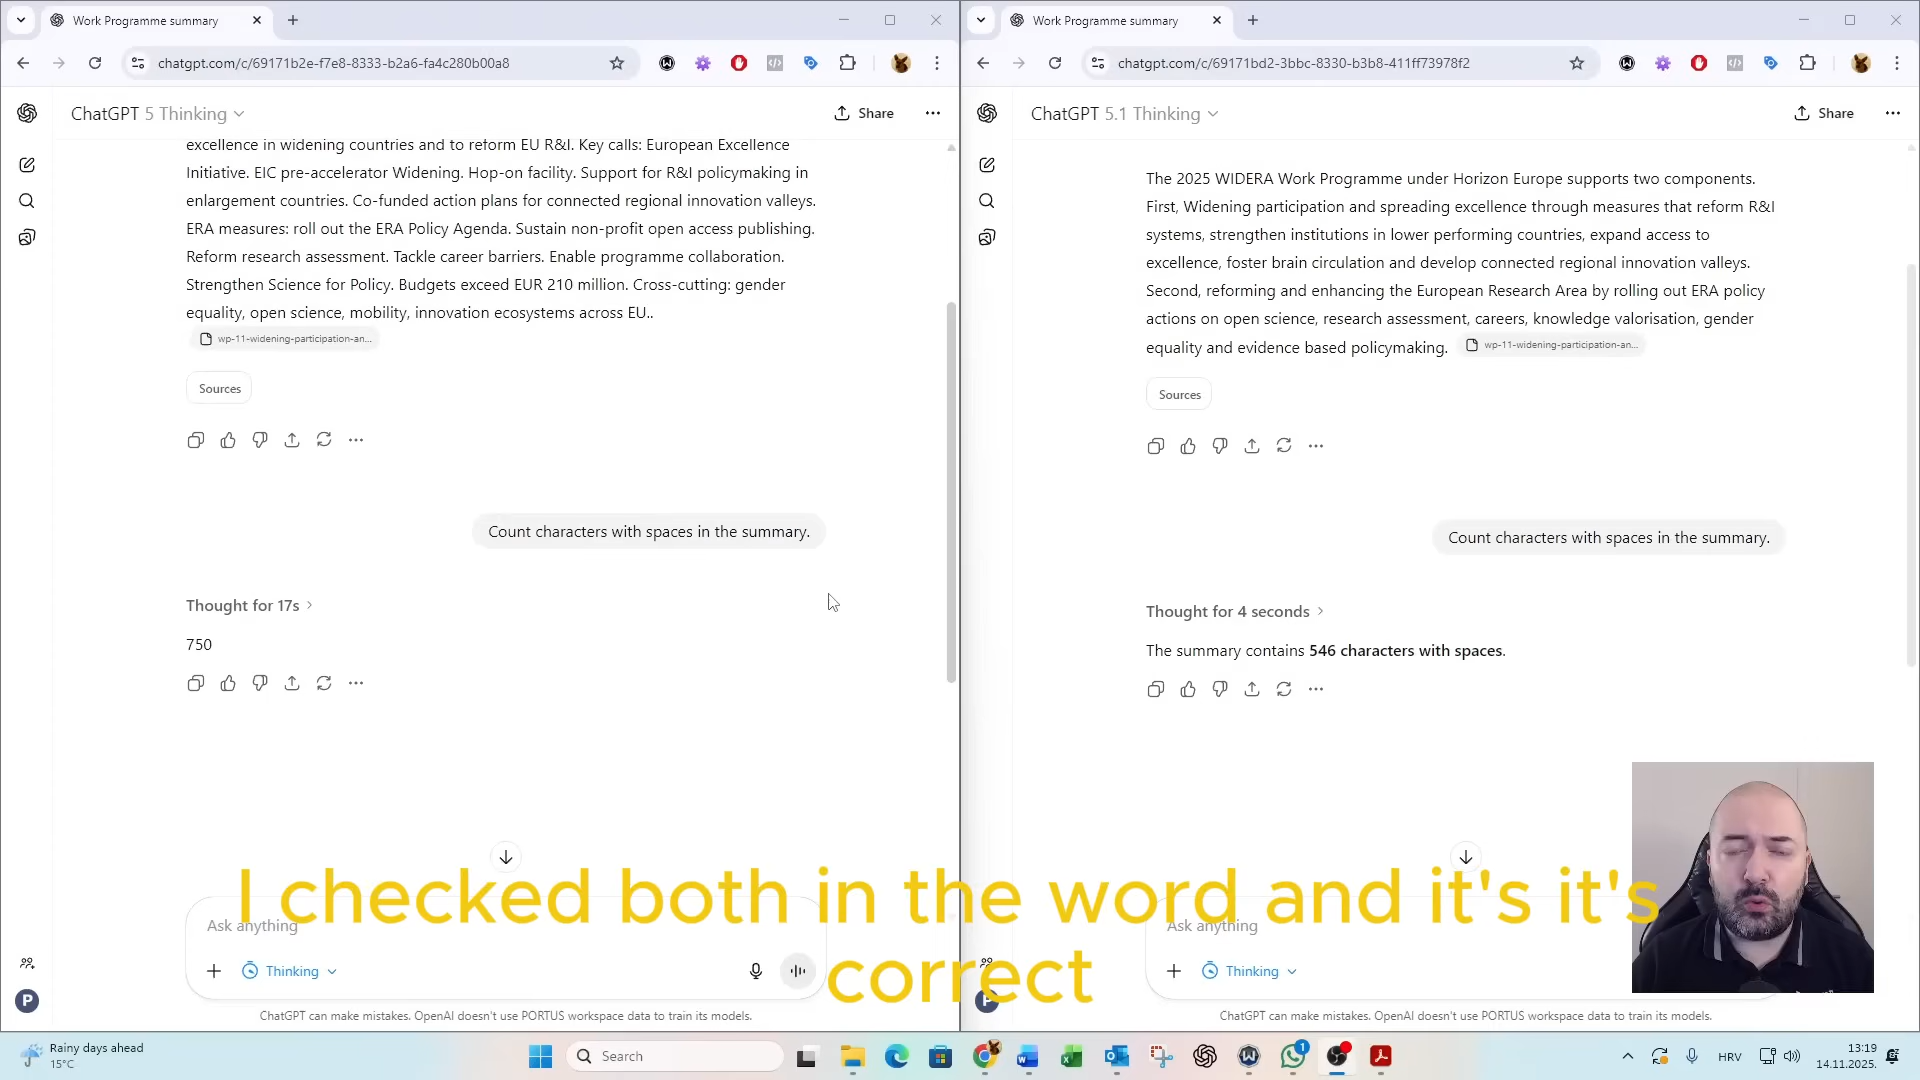 Work Programme summary
chatgpt.com/c/69171b2e-f7e8-8333-b2a6-fa4c280b00a8
ChatGPT 5 Thinking
Share
excellence in widening countries and to reform EU R&I. Key calls: European Excellence
Initiative. EIC pre-accelerator Widening. Hop-on facility. Support for R&I policymaking in
enlargement countries. Co-funded action plans for connected regional innovation valleys.
ERA measures: roll out the ERA Policy Agenda. Sustain non-profit open access publishing.
Reform research assessment. Tackle career barriers. Enable programme collaboration.
Strengthen Science for Policy. Budgets exceed EUR 210 million. Cross-cutting: gender
equality, open science, mobility, innovation ecosystems across EU..
wp-11-widening-participation-an...
Sources
Count characters with spaces in the summary.
Thought for 17s
750
Ask anything
Thinking
P
ChatGPT can make mistakes. OpenAI doesn't use PORTUS workspace data to train its models.
Work Programme summary
chatgpt.com/c/69171bd2-3bbc-8330-b3b8-411ff73978f2
ChatGPT 5.1 Thinking
Share
The 2025 WIDERA Work Programme under Horizon Europe supports two components.
First, Widening participation and spreading excellence through measures that reform R&I
systems, strengthen institutions in lower performing countries, expand access to
excellence, foster brain circulation and develop connected regional innovation valleys.
Second, reforming and enhancing the European Research Area by rolling out ERA policy
actions on open science, research assessment, careers, knowledge valorisation, gender
equality and evidence based policymaking. wp-11-widening-participation-an...
Sources
Count characters with spaces in the summary.
Thought for 4 seconds
The summary contains 546 characters with spaces.
Ask anything
Thinking
P
ChatGPT can make mistakes. OpenAI doesn't use PORTUS workspace data to train its models.
I checked both in the word and it's it's
correct
Rainy days ahead
15°C
Search
1
HRV
13:19
14.11.2025.